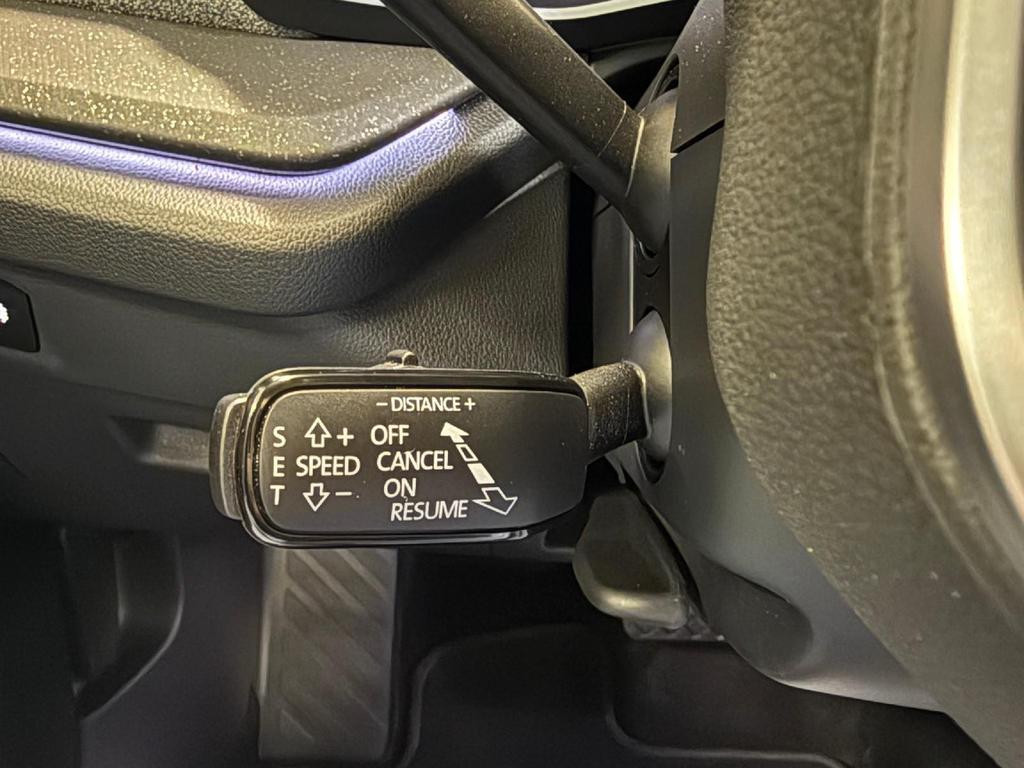 - DISTANCE +
S + OFF
E SPEED CANCEL
T - ON
RESUME